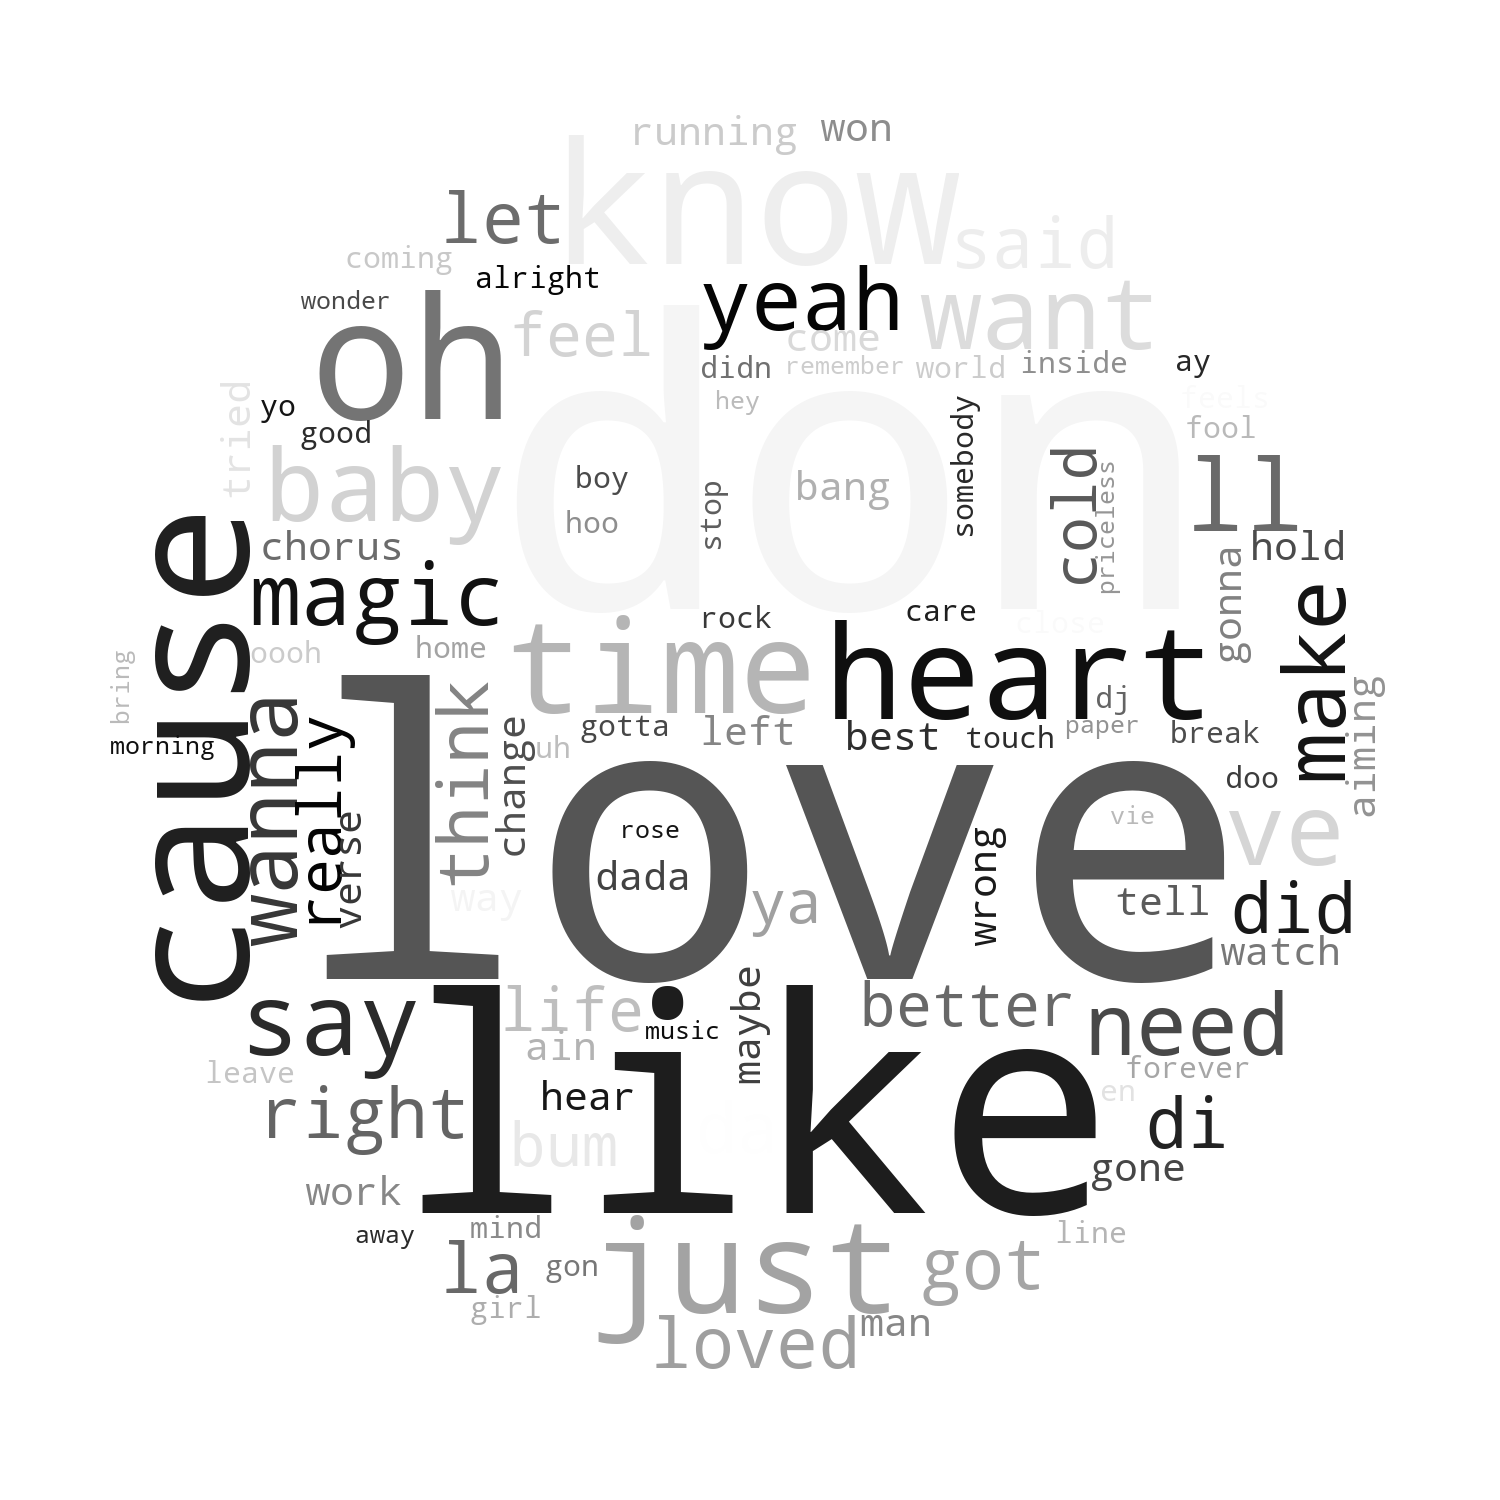 running won
know
let
said
coming
alright
yeah
want
wonder
oh
feel
come
didn
remember
world
inside
ay
tried
yo
hey
somebody
feels
good
fool
baby
don
boy
stop
bang
cold
priceless
ll
hoo
cause
chorus
hold
magic
gonna
make
rock
care
close
time
heart
oooh
home
bring
wanna
really
think
dj
aiming
morning
change
uh
gotta
left
best
touch
paper
break
love
doo
verse
rose
vie
ve
dada
wrong
way
ya
tell
did
watch
say
life
maybe
better
need
music
ain
like
leave
forever
hear
en
right
bum
da
di
gone
work
away
mind
just
line
la
gon
got
girl
loved
man